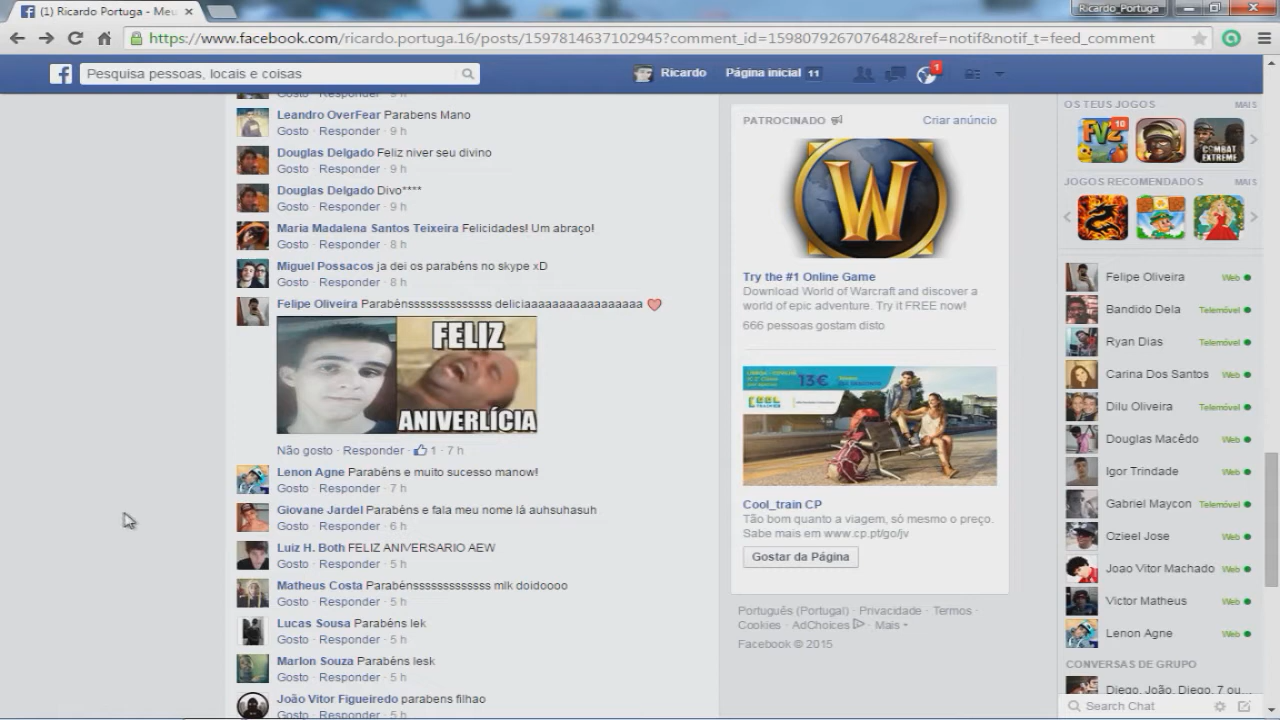 (1) Ricardo Portuga - Meu
Ricardo_Portuga
https://www.facebook.com/ricardo.portuga.16/posts/1597814637102945?comment_id=1598079267076482&ref=notif&notif_t=feed_comment
Pesquisa pessoas, locais e coisas
Ricardo
Página inicial 11
1
Leandro OverFear Parabens Mano
Gosto · Responder · 9 h
Douglas Delgado Feliz niver seu divino
Gosto · Responder · 9 h
Douglas Delgado Divo****
Gosto · Responder · 9 h
Maria Madalena Santos Teixeira Felicidades! Um abraço!
Gosto · Responder · 8 h
Miguel Possacos ja dei os parabéns no skype xD
Gosto · Responder · 8 h
Felipe Oliveira Parabénsssssssssssss deliciaaaaaaaaaaaaaaaaa
FELIZ
ANIVERLÍCIA
Não gosto · Responder · 1 · 7 h
Lenon Agne Parabéns e muito sucesso manow!
Gosto · Responder · 7 h
Giovane Jardel Parabéns e fala meu nome lá auhsuhasuh
Gosto · Responder · 6 h
Luiz H. Both FELIZ ANIVERSARIO AEW
Gosto · Responder · 5 h
Matheus Costa Parabénssssssssssss mlk doidoooo
Gosto · Responder · 5 h
Lucas Sousa Parabéns lek
Gosto · Responder · 5 h
Marlon Souza Parabéns lesk
Gosto · Responder · 5 h
João Vitor Figueiredo parabens filhao
Gosto · Responder · 5 h
PATROCINADO
Criar anúncio
W
Try the #1 Online Game
Download World of Warcraft and discover a
world of epic adventure. Try it FREE now!
666 pessoas gostam disto
13€
COOL
Cool_train CP
Tão bom quanto a viagem, só mesmo o preço.
Sabe mais em www.cp.pt/go/jv
Gostar da Página
Português (Portugal) · Privacidade · Termos ·
Cookies · AdChoices · Mais
Facebook © 2015
OS TEUS JOGOS
MAIS
FVZ
10
COMBAT
EXTREME
JOGOS RECOMENDADOS
MAIS
Felipe Oliveira Web
Bandido Dela Telemóvel
Ryan Dias Telemóvel
Carina Dos Santos Web
Dilu Oliveira Telemóvel
Douglas Macêdo Web
Igor Trindade Web
Gabriel Maycon Telemóvel
Ozieel Jose Web
Joao Vitor Machado Web
Victor Matheus Web
Lenon Agne Web
CONVERSAS DE GRUPO
Diego, João, Diego, 7 ou...
Search Chat